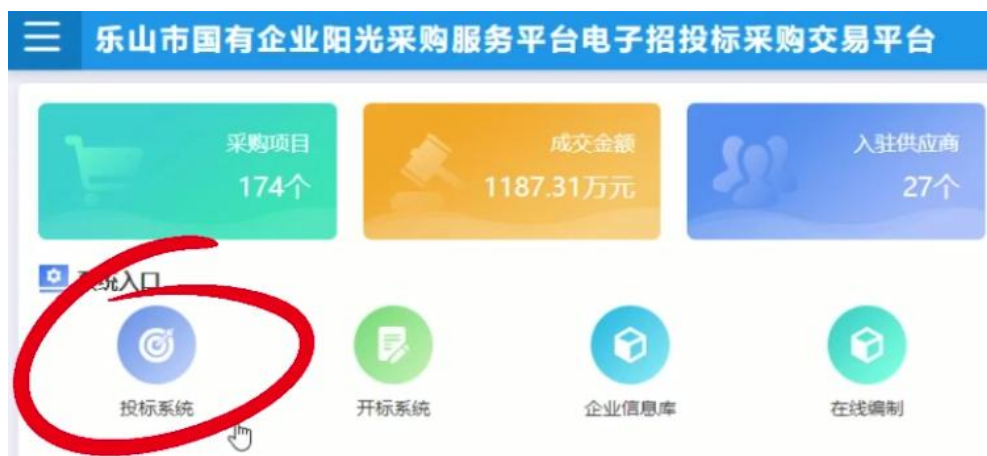 乐山市国有企业阳光采购服务平台电子招投标采购交易平台
采购项目
174个
成交金额
1187.31万元
入驻供应商
27个
系统入口
投标系统
开标系统
企业信息库
在线编制